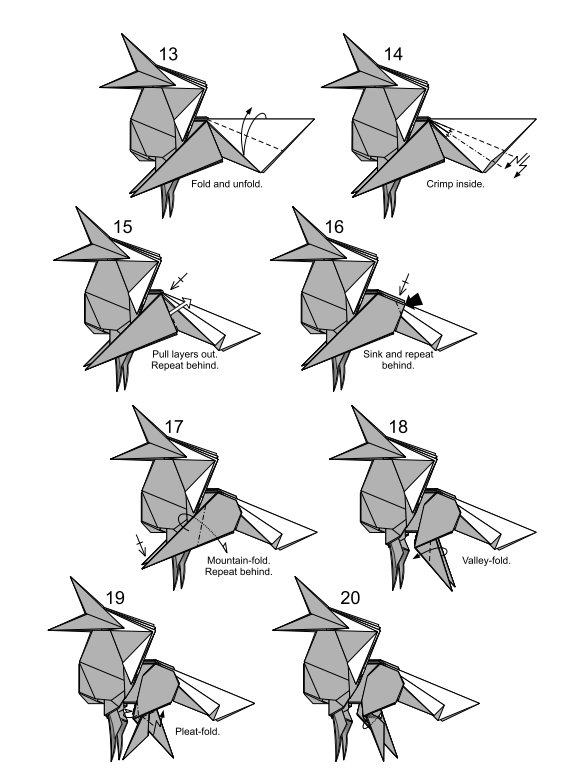 13
14
Fold and unfold.
Crimp inside.
15
16
Pull layers out.
Repeat behind.
Sink and repeat
behind.
17
18
Mountain-fold.
Repeat behind.
Valley-fold.
19
20
Pleat-fold.